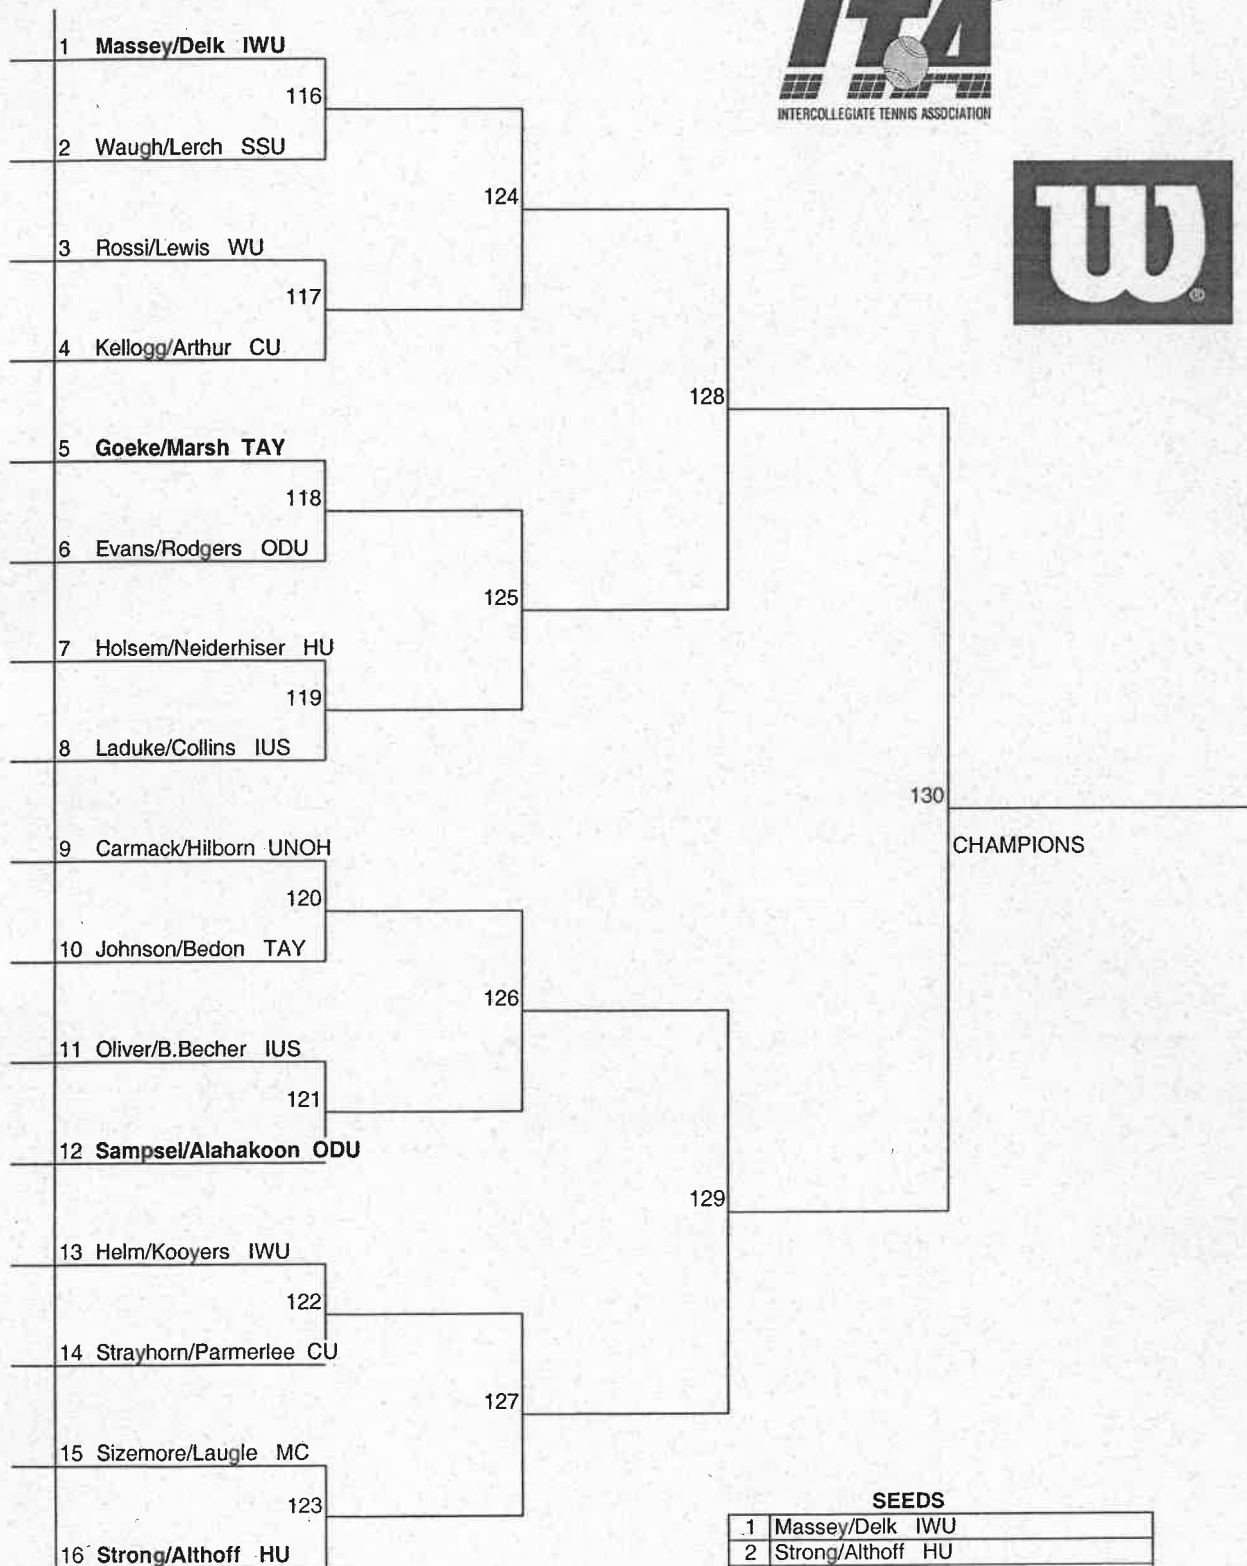 ITA
INTERCOLLEGIATE TENNIS ASSOCIATION
W ®
1 Massey/Delk IWU
116
2 Waugh/Lerch SSU
124
3 Rossi/Lewis WU
117
4 Kellogg/Arthur CU
128
5 Goeke/Marsh TAY
118
6 Evans/Rodgers ODU
125
7 Holsem/Neiderhiser HU
119
8 Laduke/Collins IUS
130
CHAMPIONS
9 Carmack/Hilborn UNOH
120
10 Johnson/Bedon TAY
126
11 Oliver/B.Becher IUS
121
12 Sampsel/Alahakoon ODU
129
13 Helm/Kooyers IWU
122
14 Strayhorn/Parmerlee CU
127
15 Sizemore/Laugle MC
123
16 Strong/Althoff HU
SEEDS
1 Massey/Delk IWU
2 Strong/Althoff HU